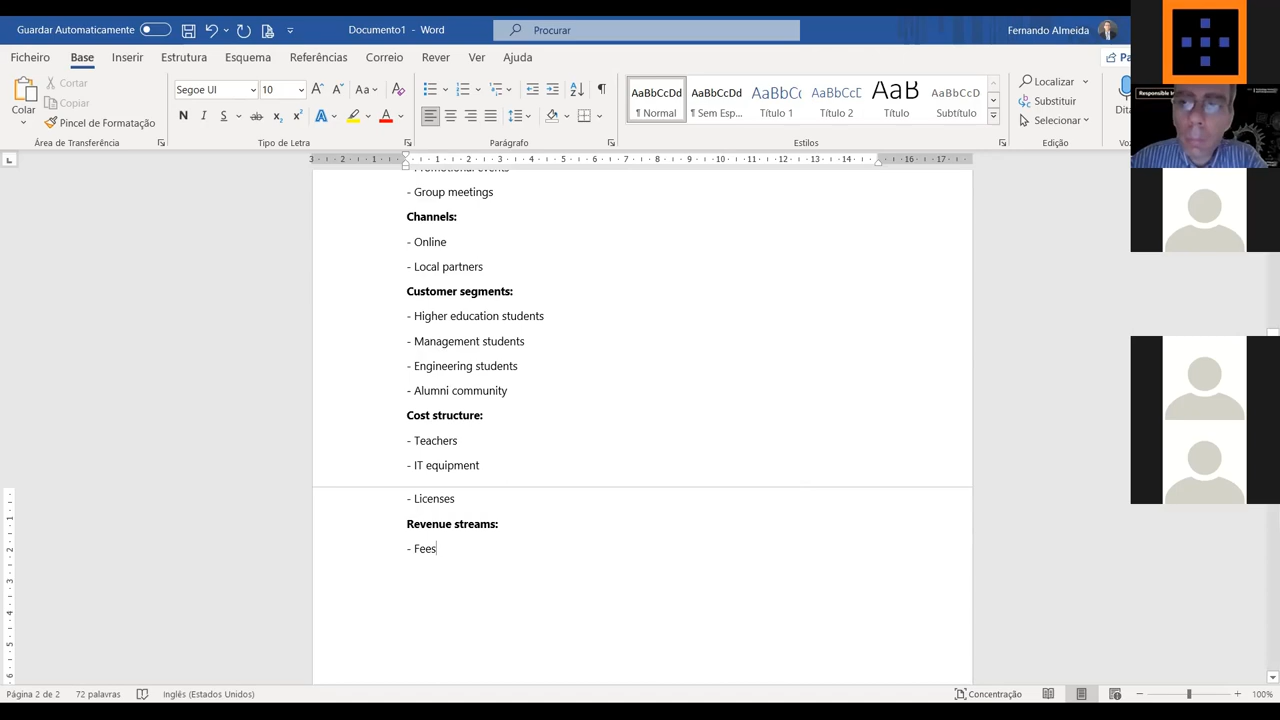 Guardar Automaticamente
Documento1 - Word
Procurar
Fernando Almeida
Ficheiro Base Inserir Estrutura Esquema Referências Correio Rever Ver Ajuda
Colar
Cortar
Copiar
Pincel de Formatação
Segoe UI 10
AaBbCcDd AaBbCcDd AaBbCc AaBbCcD AaB AaBbCcD
¶ Normal ¶ Sem Esp... Título 1 Título 2 Título Subtítulo
Localizar
Substituir
Selecionar
Área de Transferência Tipo de Letra Parágrafo Estilos Edição
- Promotional events
- Group meetings
Channels:
- Online
- Local partners
Customer segments:
- Higher education students
- Management students
- Engineering students
- Alumni community
Cost structure:
- Teachers
- IT equipment
- Licenses
Revenue streams:
- Fees
Página 2 de 2 72 palavras Inglês (Estados Unidos) Concentração 100%